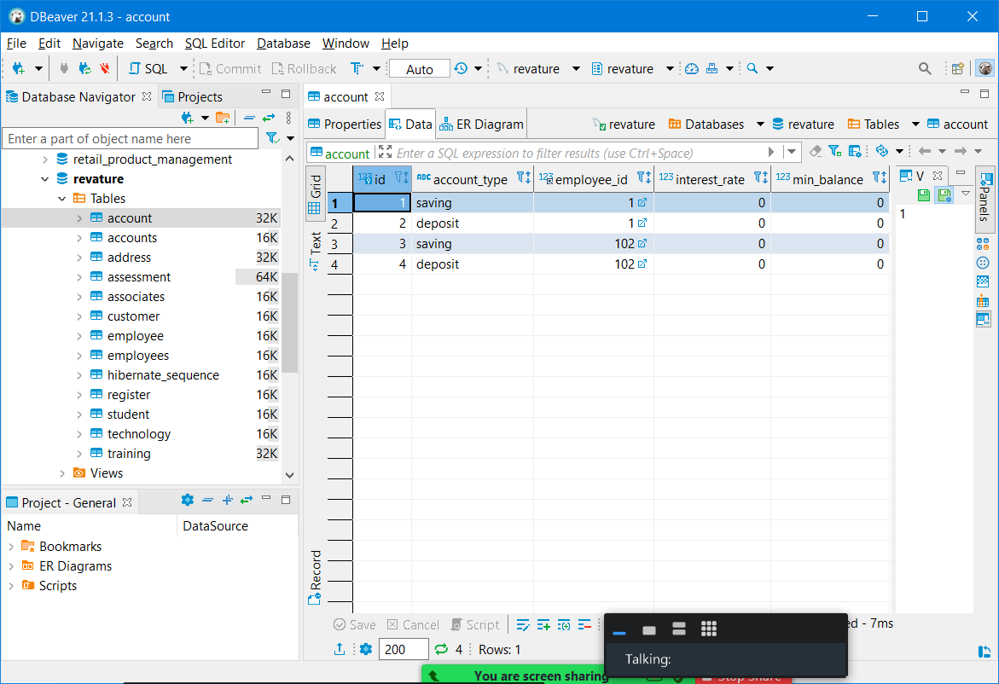 DBeaver 21.1.3 - account
File Edit Navigate Search SQL Editor Database Window Help
SQL Commit Rollback Auto revature revature
Database Navigator Projects
Enter a part of object name here
retail_product_management
revature
Tables
account 32K
accounts 16K
address 32K
assessment 64K
associates 16K
customer 16K
employee 16K
employees 16K
hibernate_sequence 16K
register 16K
student 16K
technology 16K
training 32K
Views
Project - General
Name DataSource
Bookmarks
ER Diagrams
Scripts
account
Properties Data ER Diagram revature Databases revature Tables account
account Enter a SQL expression to filter results (use Ctrl+Space)
Grid
Text
Record
123 id ABC account_type 123 employee_id 123 interest_rate 123 min_balance
1 1 saving 1 0 0
2 2 deposit 1 0 0
3 3 saving 102 0 0
4 4 deposit 102 0 0
V
1
Panels
Save Cancel Script ed - 7ms
200 4 Rows: 1
Talking:
You are screen sharing Stop Share